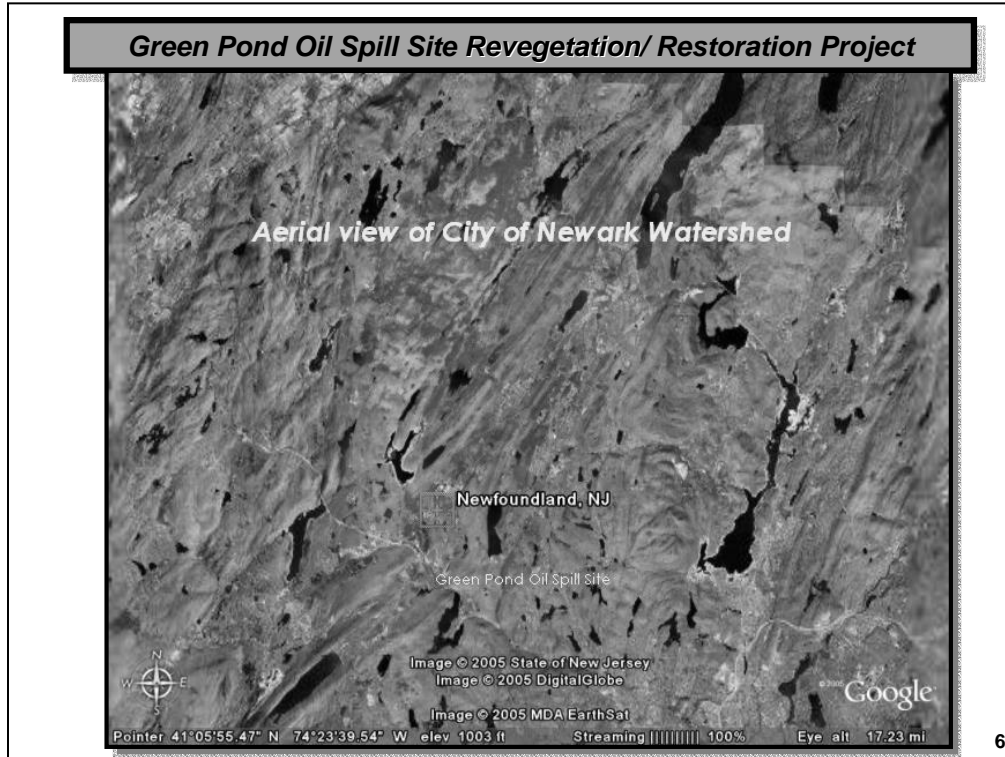 Green Pond Oil Spill Site Revegetation/ Restoration Project
Aerial view of City of Newark Watershed
Newfoundland, NJ
Green Pond Oil Spill Site
N
W E
S
Image © 2005 State of New Jersey
Image © 2005 DigitalGlobe
Image © 2005 MDA EarthSat
© 2005 Google
Pointer 41°05'55.47" N 74°23'39.54" W elev 1003 ft Streaming |||||||||| 100% Eye alt 17.23 mi
6